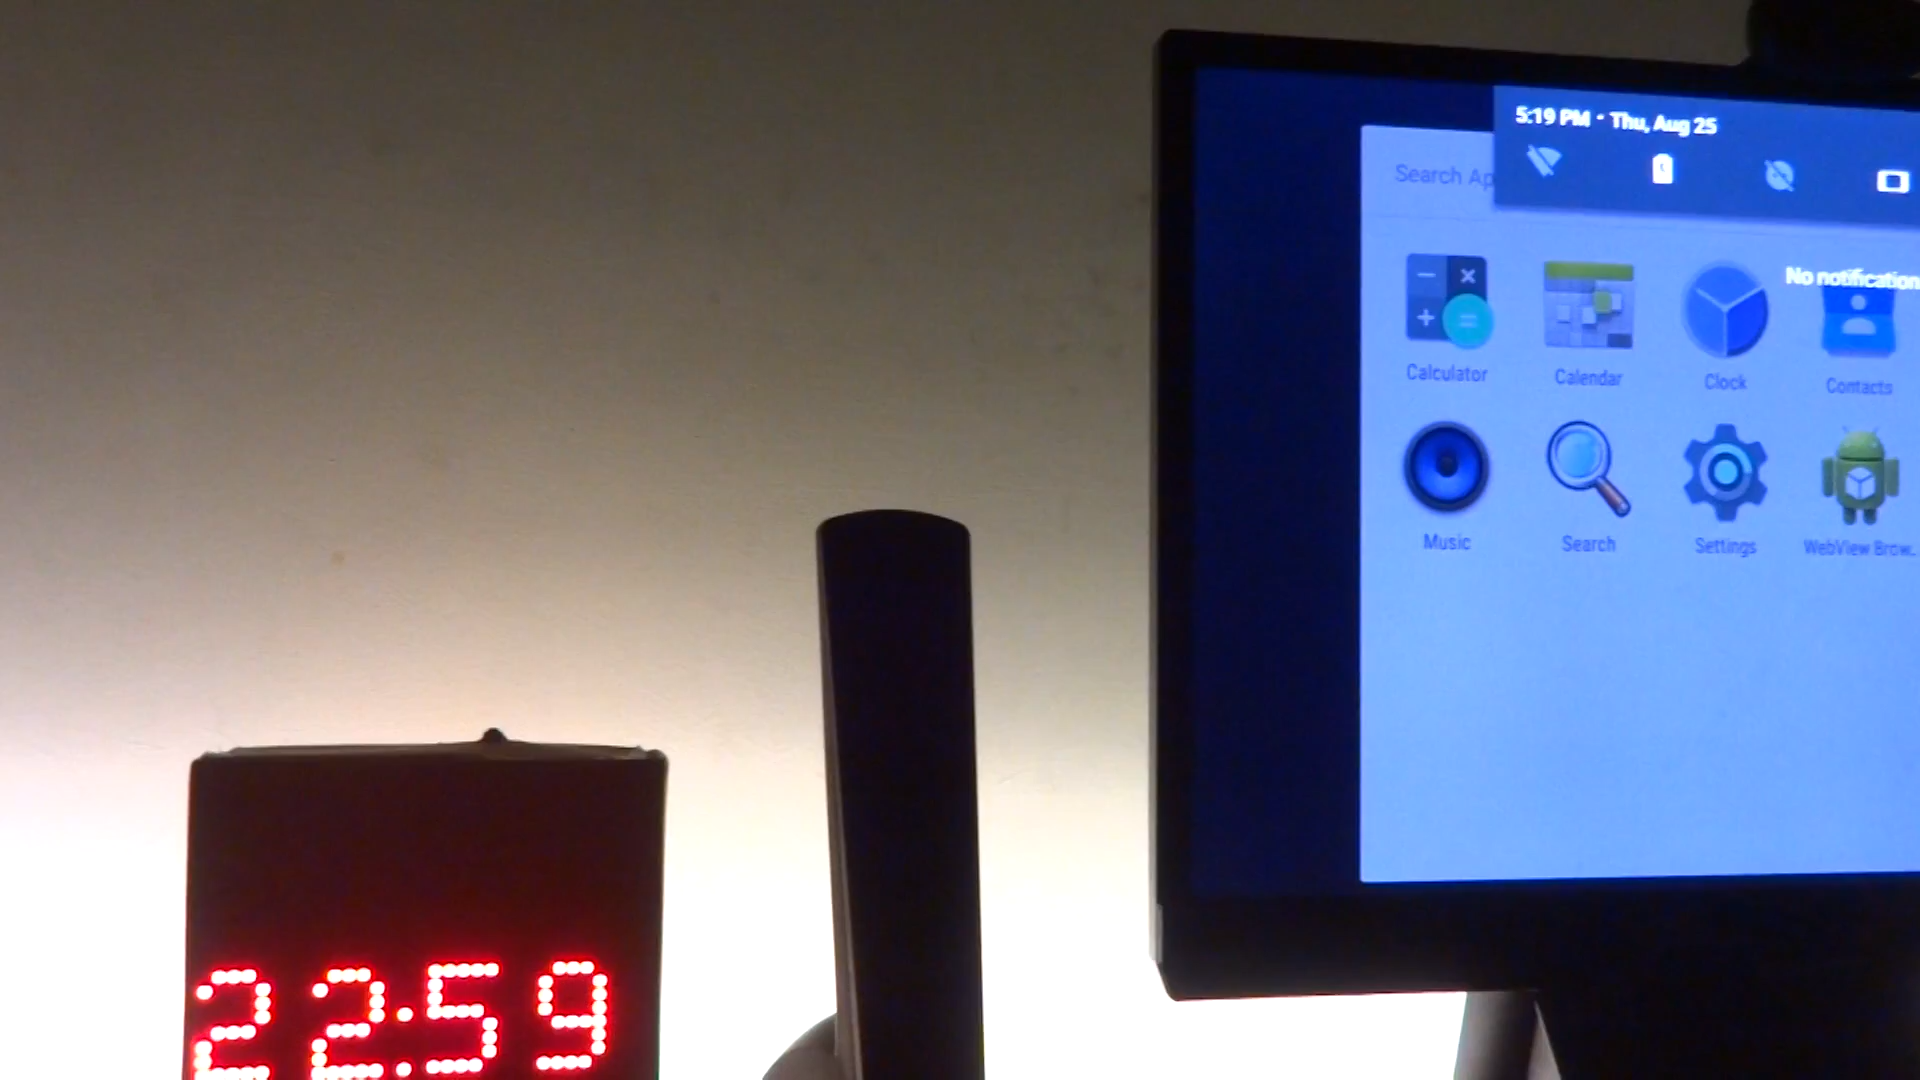 5:19 PM · Thu, Aug 25
Search Ap
No notification
Calculator
Calendar
Clock
Contacts
Music
Search
Settings
WebView Brow..
22:59